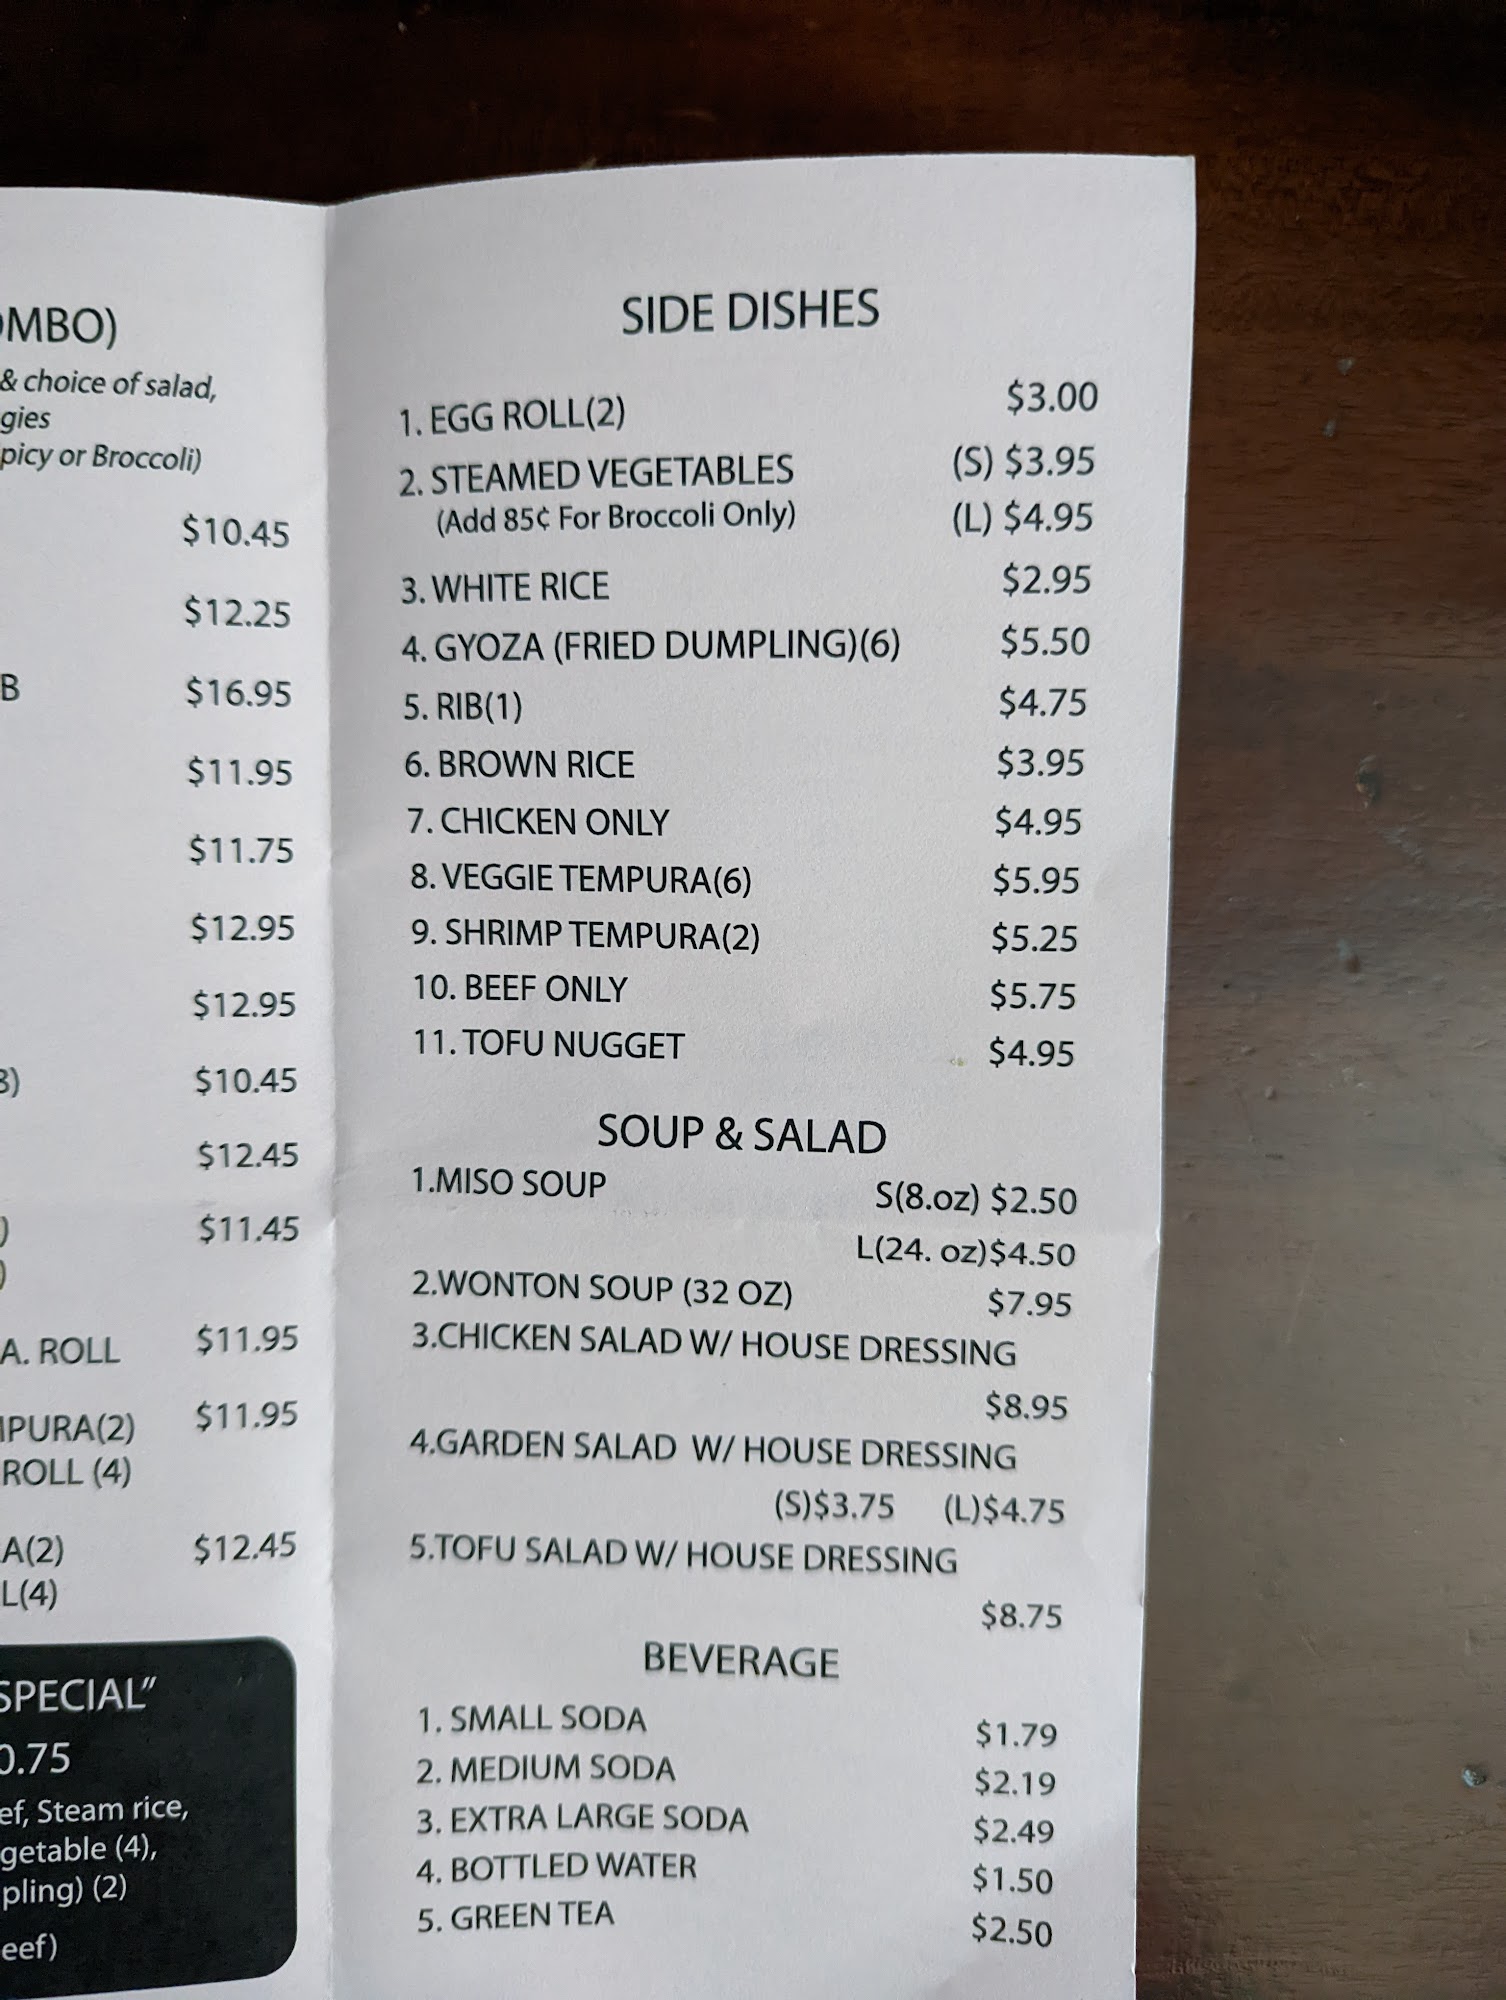 OMBO)
& choice of salad,
gies
picy or Broccoli)
$10.45
$12.25
B $16.95
$11.95
$11.75
$12.95
$12.95
3) $10.45
$12.45
) $11.45
)
A. ROLL $11.95
MPURA(2) $11.95
ROLL (4)
A(2) $12.45
L(4)
SPECIAL"
0.75
ef, Steam rice,
getable (4),
pling) (2)
eef)
SIDE DISHES
1. EGG ROLL(2) $3.00
2. STEAMED VEGETABLES (S) $3.95
(Add 85¢ For Broccoli Only) (L) $4.95
3. WHITE RICE $2.95
4. GYOZA (FRIED DUMPLING)(6) $5.50
5. RIB(1) $4.75
6. BROWN RICE $3.95
7. CHICKEN ONLY $4.95
8. VEGGIE TEMPURA(6) $5.95
9. SHRIMP TEMPURA(2) $5.25
10. BEEF ONLY $5.75
11. TOFU NUGGET $4.95
SOUP & SALAD
1.MISO SOUP S(8.oz) $2.50
L(24. oz)$4.50
2.WONTON SOUP (32 OZ) $7.95
3.CHICKEN SALAD W/ HOUSE DRESSING
$8.95
4.GARDEN SALAD W/ HOUSE DRESSING
(S)$3.75 (L)$4.75
5.TOFU SALAD W/ HOUSE DRESSING
$8.75
BEVERAGE
1. SMALL SODA $1.79
2. MEDIUM SODA $2.19
3. EXTRA LARGE SODA $2.49
4. BOTTLED WATER $1.50
5. GREEN TEA $2.50